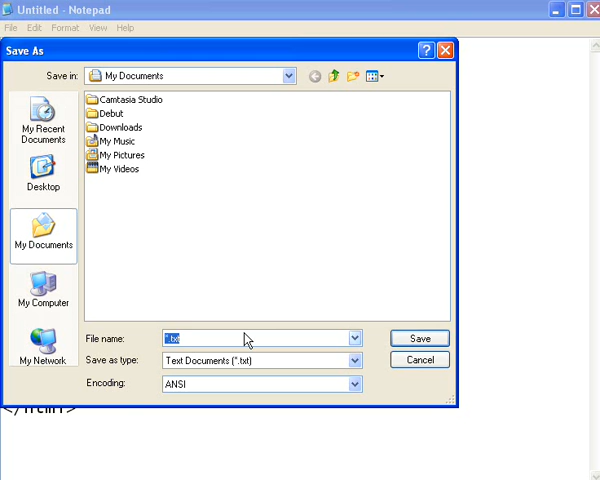 Untitled - Notepad
File Edit Format View Help
Save As
Save in: My Documents
My Recent
Documents
Desktop
My Documents
My Computer
My Network
Camtasia Studio
Debut
Downloads
My Music
My Pictures
My Videos
File name: *.txt
Save
Save as type: Text Documents (*.txt)
Cancel
Encoding: ANSI
</html>